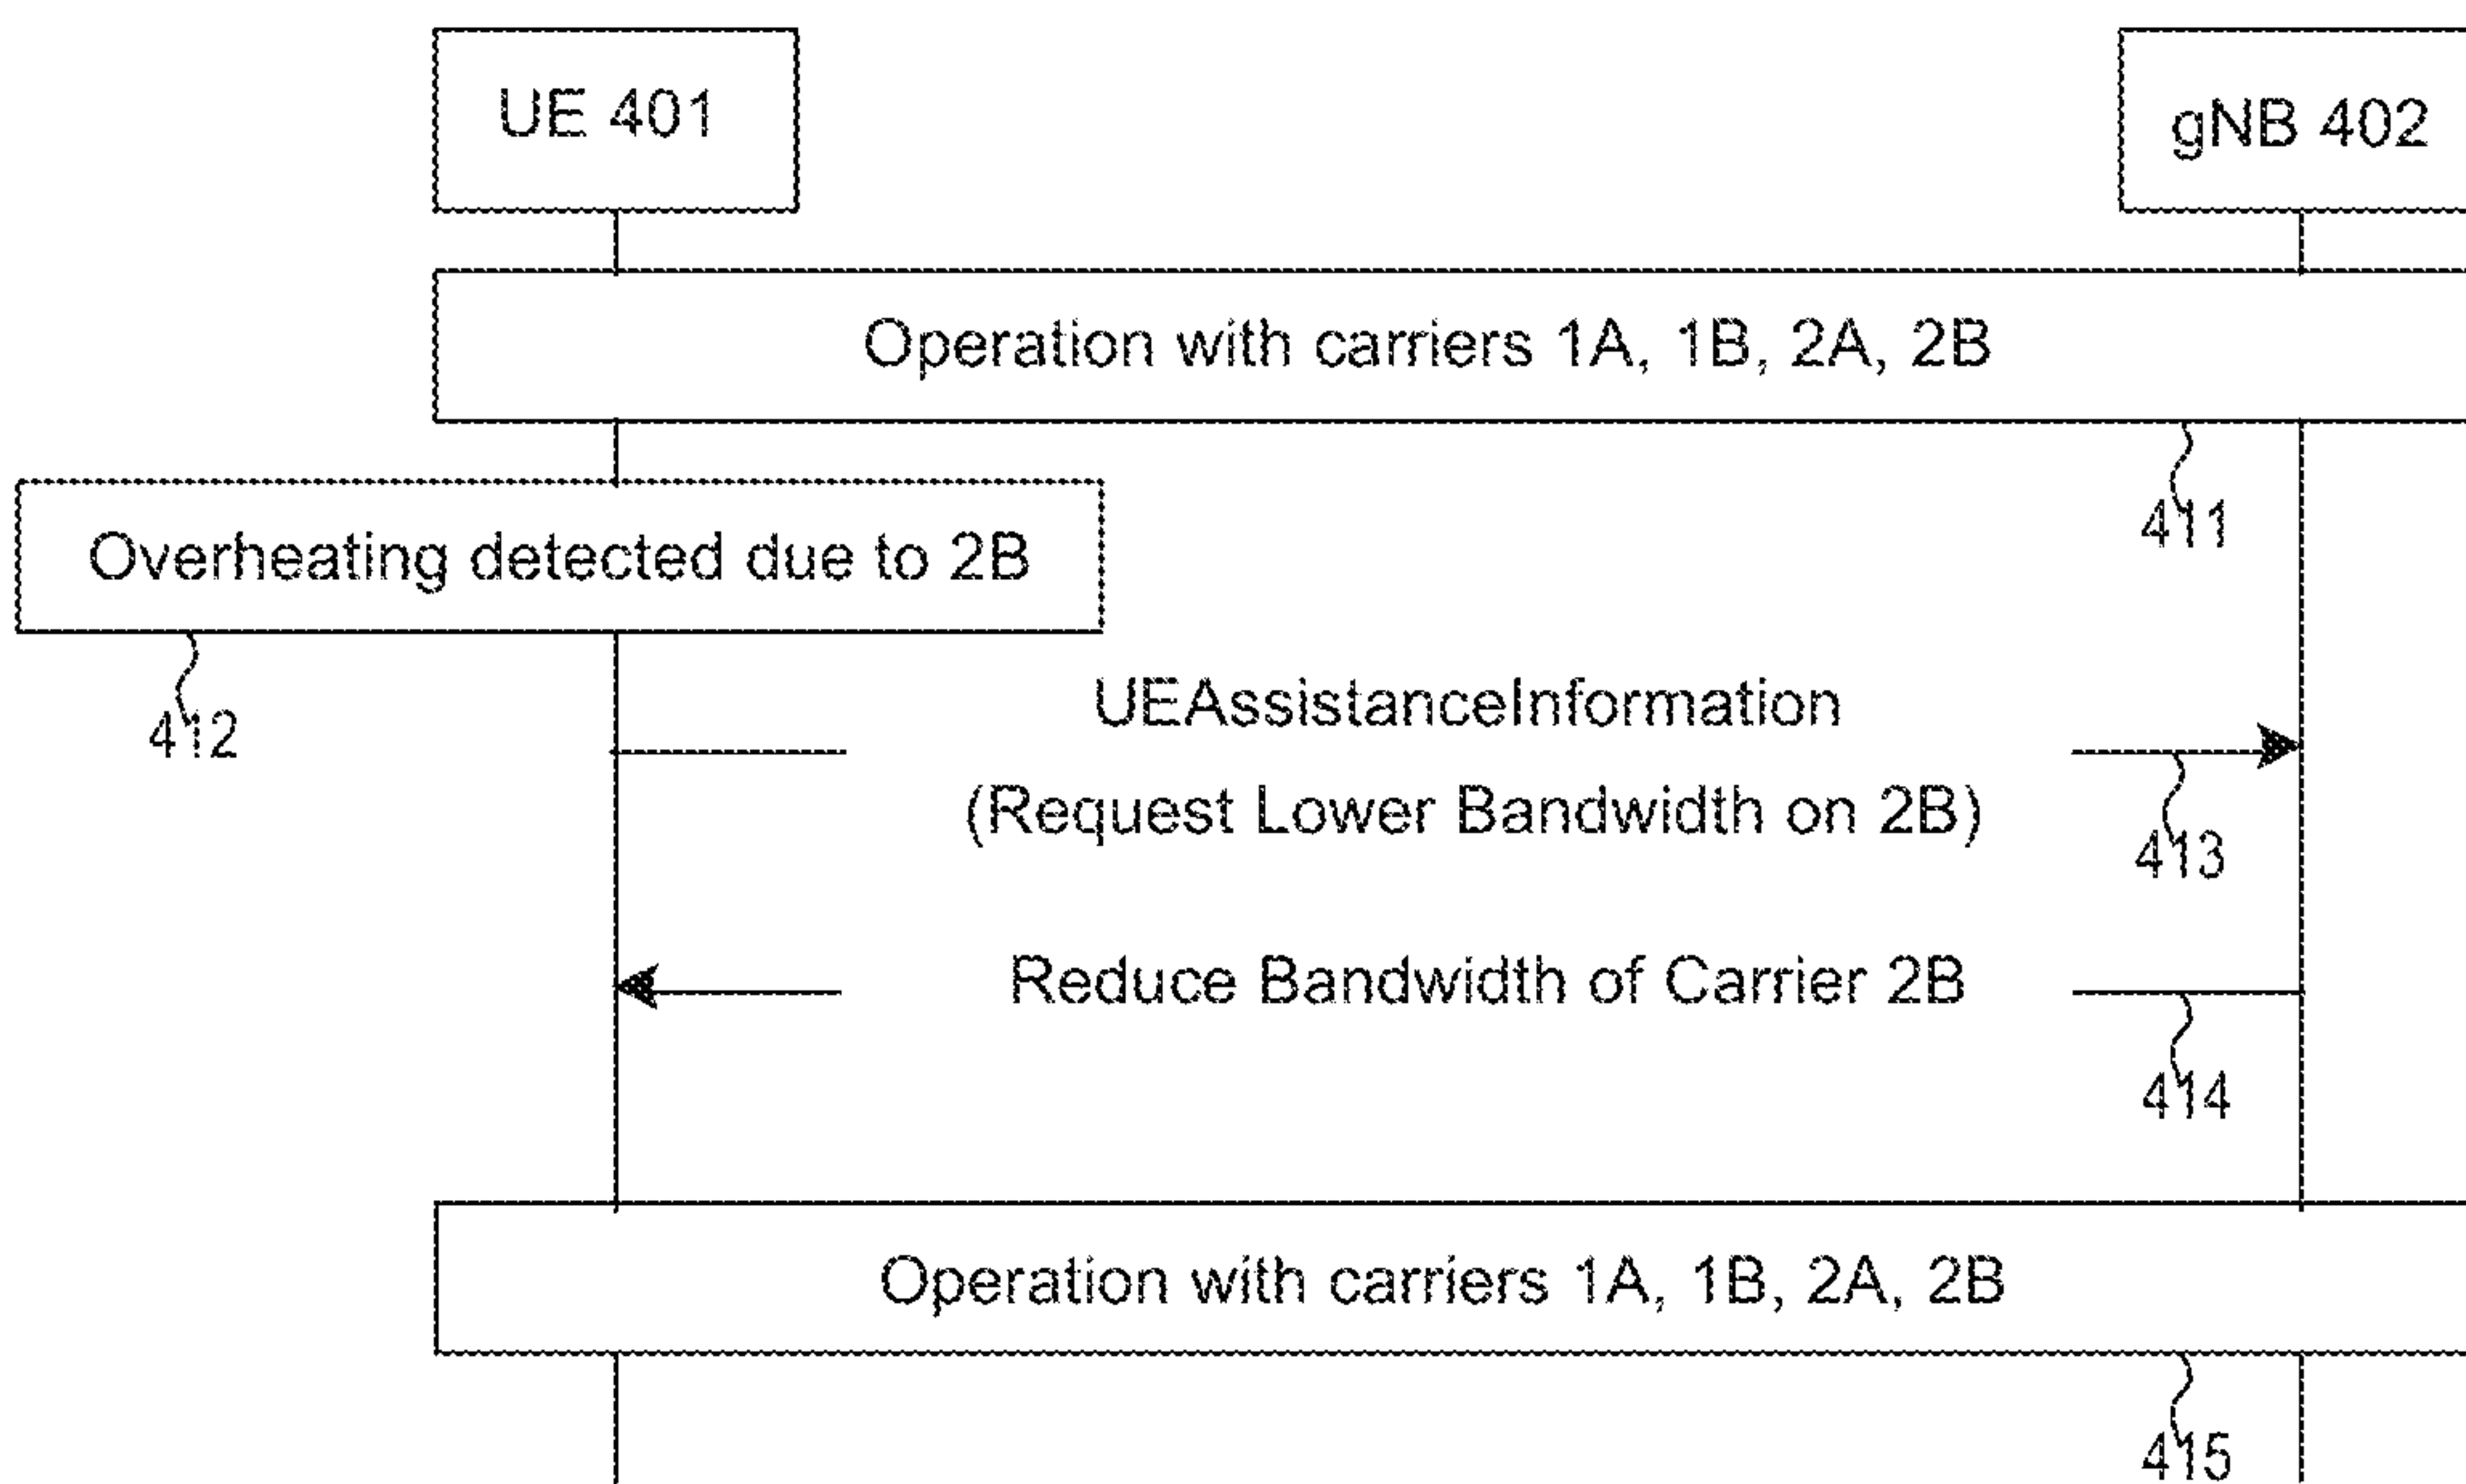 UE 401
gNB 402
Operation with carriers 1A, 1B, 2A, 2B
411
Overheating detected due to 2B
412
UEAssistanceInformation
(Request Lower Bandwidth on 2B)
413
Reduce Bandwidth of Carrier 2B
414
Operation with carriers 1A, 1B, 2A, 2B
415